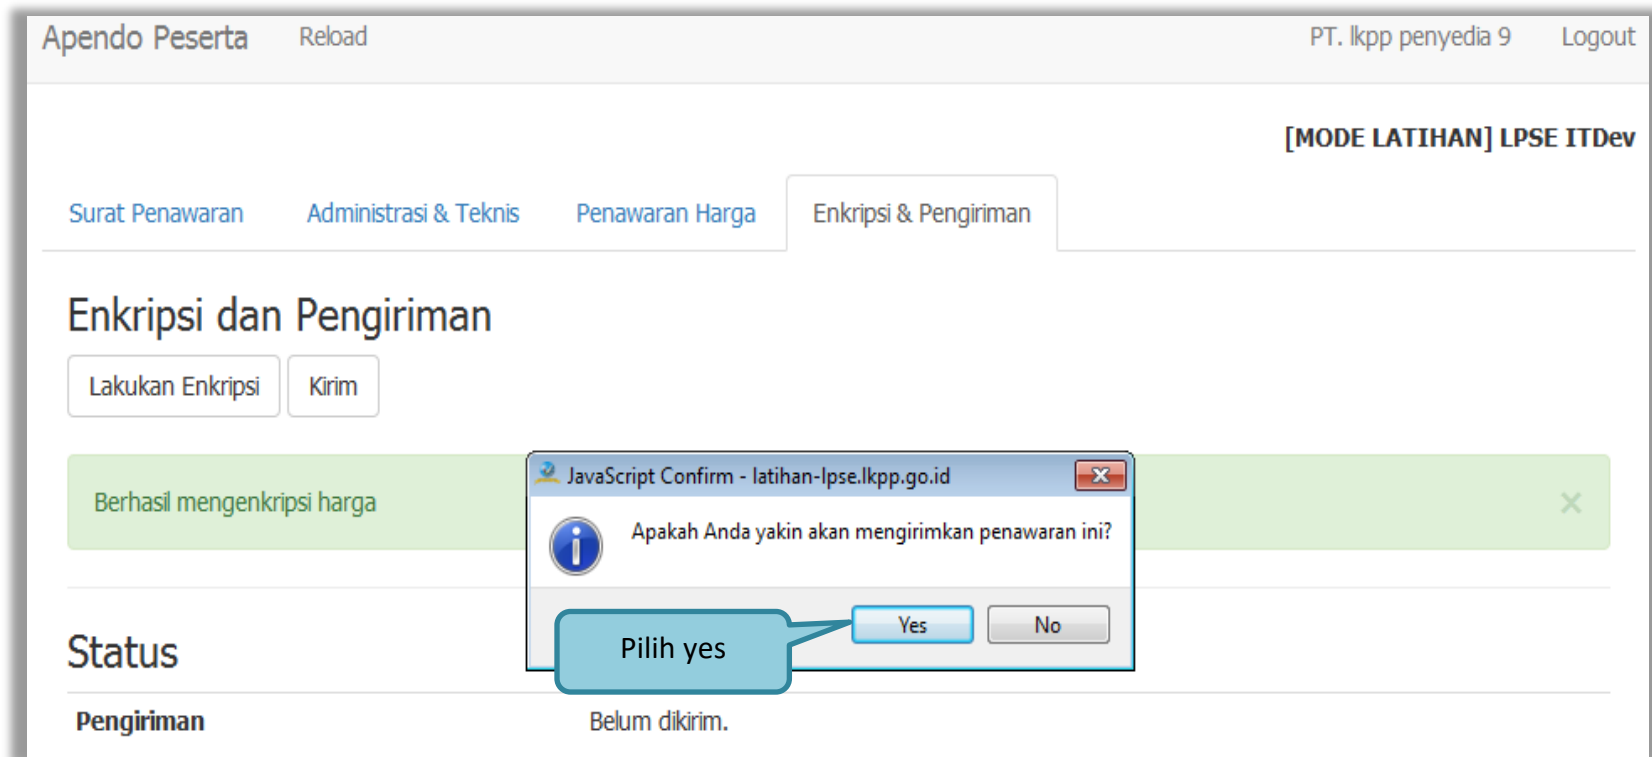 Apendo Peserta Reload PT. lkpp penyedia 9 Logout
[MODE LATIHAN] LPSE ITDev
Surat Penawaran Administrasi & Teknis Penawaran Harga Enkripsi & Pengiriman
Enkripsi dan Pengiriman
Lakukan Enkripsi Kirim
Berhasil mengenkripsi harga
JavaScript Confirm - latihan-lpse.lkpp.go.id
Apakah Anda yakin akan mengirimkan penawaran ini?
Yes No
Pilih yes
Status
Pengiriman Belum dikirim.